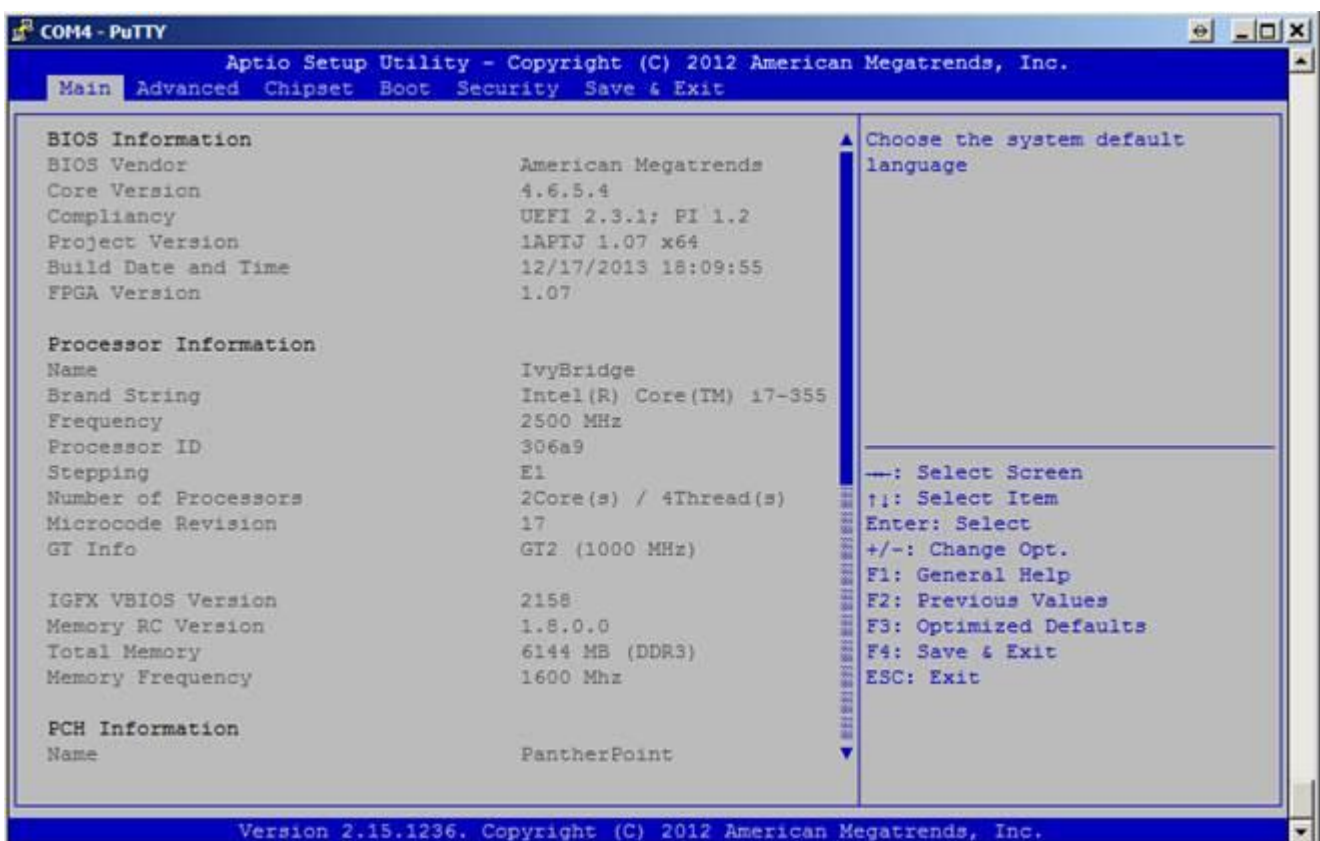 COM4 - PuTTY
Aptio Setup Utility - Copyright (C) 2012 American Megatrends, Inc.
Main Advanced Chipset Boot Security Save & Exit
BIOS Information
BIOS Vendor American Megatrends
Core Version 4.6.5.4
Compliancy UEFI 2.3.1; PI 1.2
Project Version 1APTJ 1.07 x64
Build Date and Time 12/17/2013 18:09:55
FPGA Version 1.07
Processor Information
Name IvyBridge
Brand String Intel(R) Core(TM) i7-355
Frequency 2500 MHz
Processor ID 306a9
Stepping E1
Number of Processors 2Core(s) / 4Thread(s)
Microcode Revision 17
GT Info GT2 (1000 MHz)
IGFX VBIOS Version 2158
Memory RC Version 1.8.0.0
Total Memory 6144 MB (DDR3)
Memory Frequency 1600 Mhz
PCH Information
Name PantherPoint
Choose the system default
language
→←: Select Screen
↑↓: Select Item
Enter: Select
+/-: Change Opt.
F1: General Help
F2: Previous Values
F3: Optimized Defaults
F4: Save & Exit
ESC: Exit
Version 2.15.1236. Copyright (C) 2012 American Megatrends, Inc.